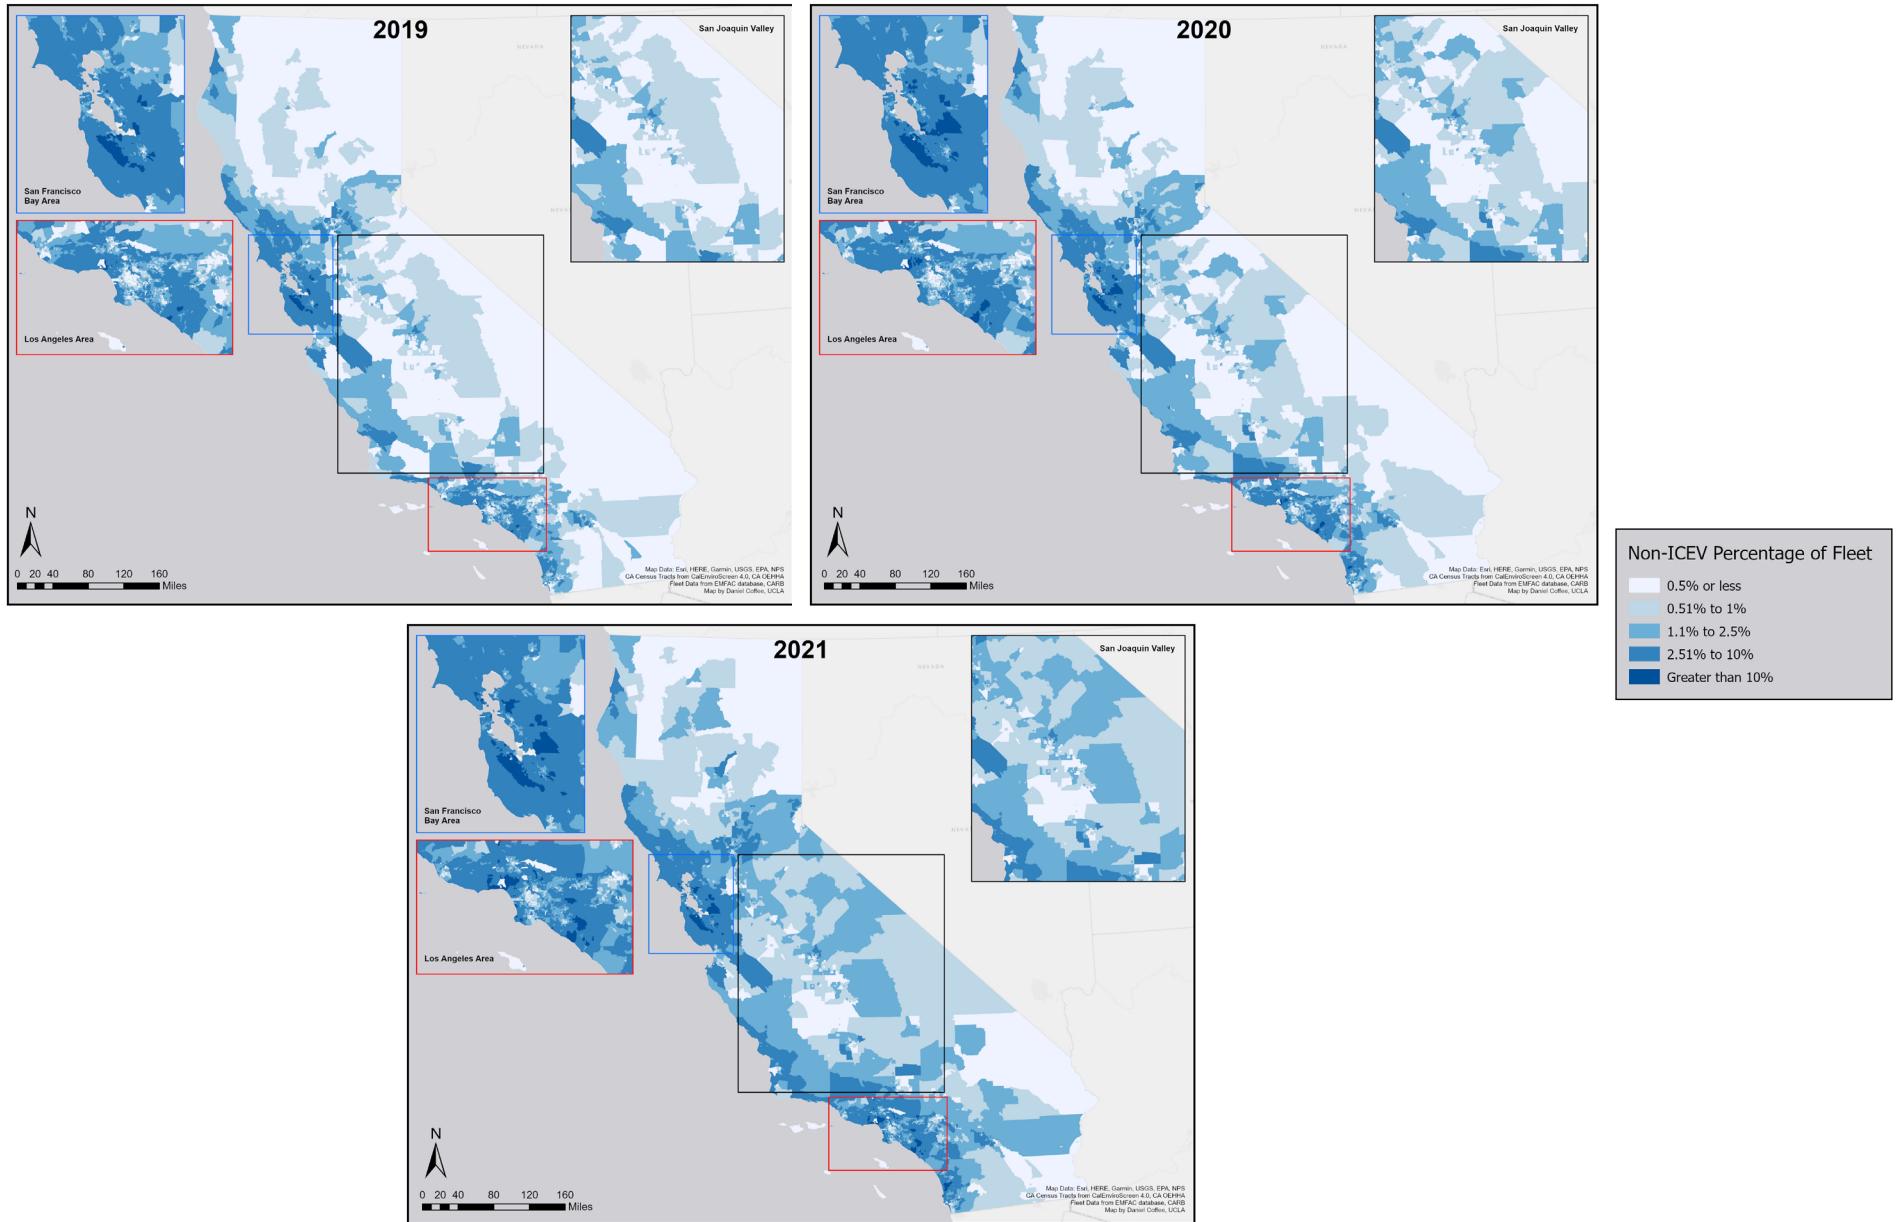 2019
San Joaquin Valley
NEVADA
San Francisco
Bay Area
Los Angeles Area
N
0 20 40 80 120 160
Miles
Map Data: Esri, HERE, Garmin, USGS, EPA, NPS
CA Census Tracts from CalEnviroScreen 4.0, CA OEHHA
Fleet Data from EMFAC database, CARB
Map by Daniel Coffee, UCLA
2020
San Joaquin Valley
NEVADA
San Francisco
Bay Area
Los Angeles Area
N
0 20 40 80 120 160
Miles
Map Data: Esri, HERE, Garmin, USGS, EPA, NPS
CA Census Tracts from CalEnviroScreen 4.0, CA OEHHA
Fleet Data from EMFAC database, CARB
Map by Daniel Coffee, UCLA
Non-ICEV Percentage of Fleet
0.5% or less
0.51% to 1%
1.1% to 2.5%
2.51% to 10%
Greater than 10%
2021
San Joaquin Valley
NEVADA
San Francisco
Bay Area
Los Angeles Area
N
0 20 40 80 120 160
Miles
Map Data: Esri, HERE, Garmin, USGS, EPA, NPS
CA Census Tracts from CalEnviroScreen 4.0, CA OEHHA
Fleet Data from EMFAC database, CARB
Map by Daniel Coffee, UCLA